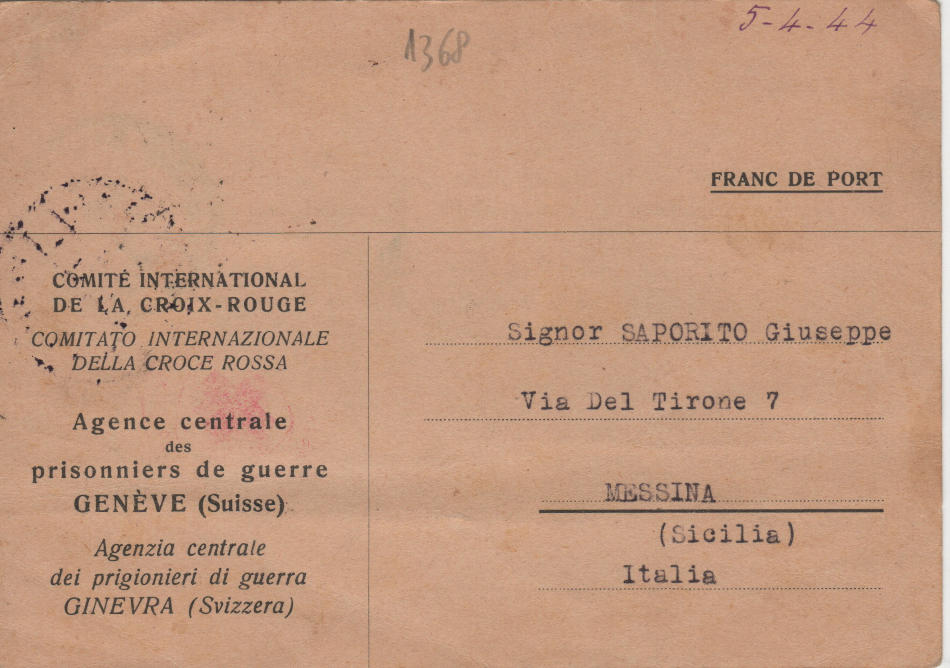 5-4-44
1368
FRANC DE PORT
COMITÉ INTERNATIONAL
DE LA CROIX-ROUGE
COMITATO INTERNAZIONALE
DELLA CROCE ROSSA
Agence centrale
des
prisonniers de guerre
GENÈVE (Suisse)
Agenzia centrale
dei prigionieri di guerra
GINEVRA (Svizzera)
Signor SAPORITO Giuseppe
Via Del Tirone 7
MESSINA
(Sicilia)
Italia